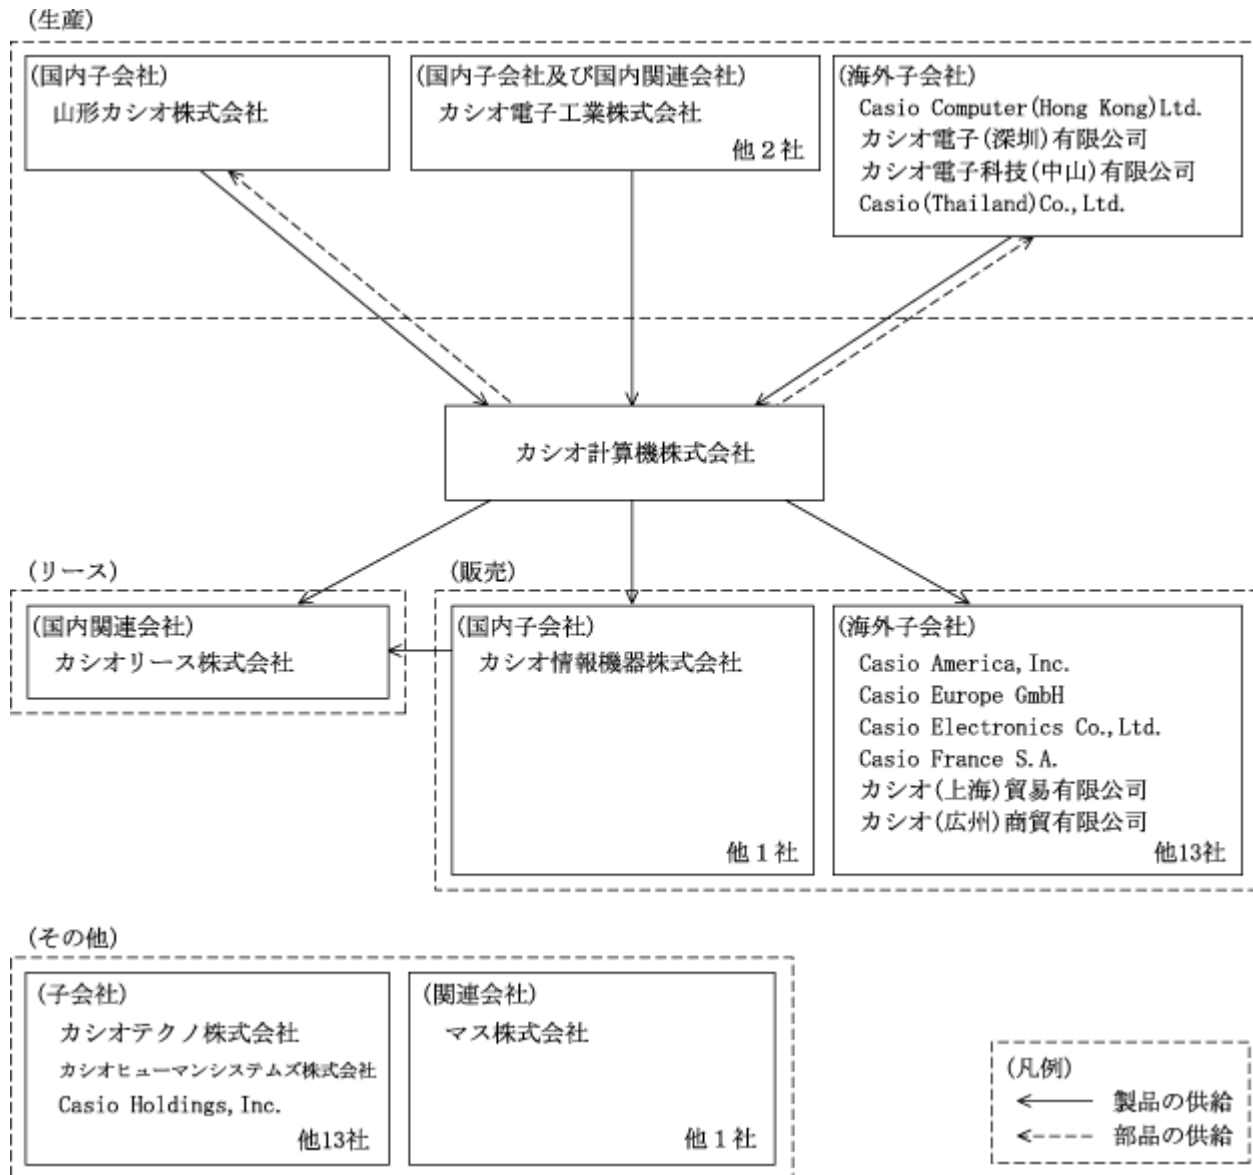 (生産)
(国内子会社)
山形カシオ株式会社
(国内子会社及び国内関連会社)
カシオ電子工業株式会社
他２社
(海外子会社)
Casio Computer(Hong Kong)Ltd.
カシオ電子(深圳)有限公司
カシオ電子科技(中山)有限公司
Casio(Thailand)Co.,Ltd.
カシオ計算機株式会社
(リース)
(国内関連会社)
カシオリース株式会社
(販売)
(国内子会社)
カシオ情報機器株式会社
他１社
(海外子会社)
Casio America,Inc.
Casio Europe GmbH
Casio Electronics Co.,Ltd.
Casio France S.A.
カシオ(上海)貿易有限公司
カシオ(広州)商貿有限公司
他13社
(その他)
(子会社)
カシオテクノ株式会社
カシオヒューマンシステムズ株式会社
Casio Holdings,Inc.
他13社
(関連会社)
マス株式会社
他１社
(凡例)
製品の供給
部品の供給